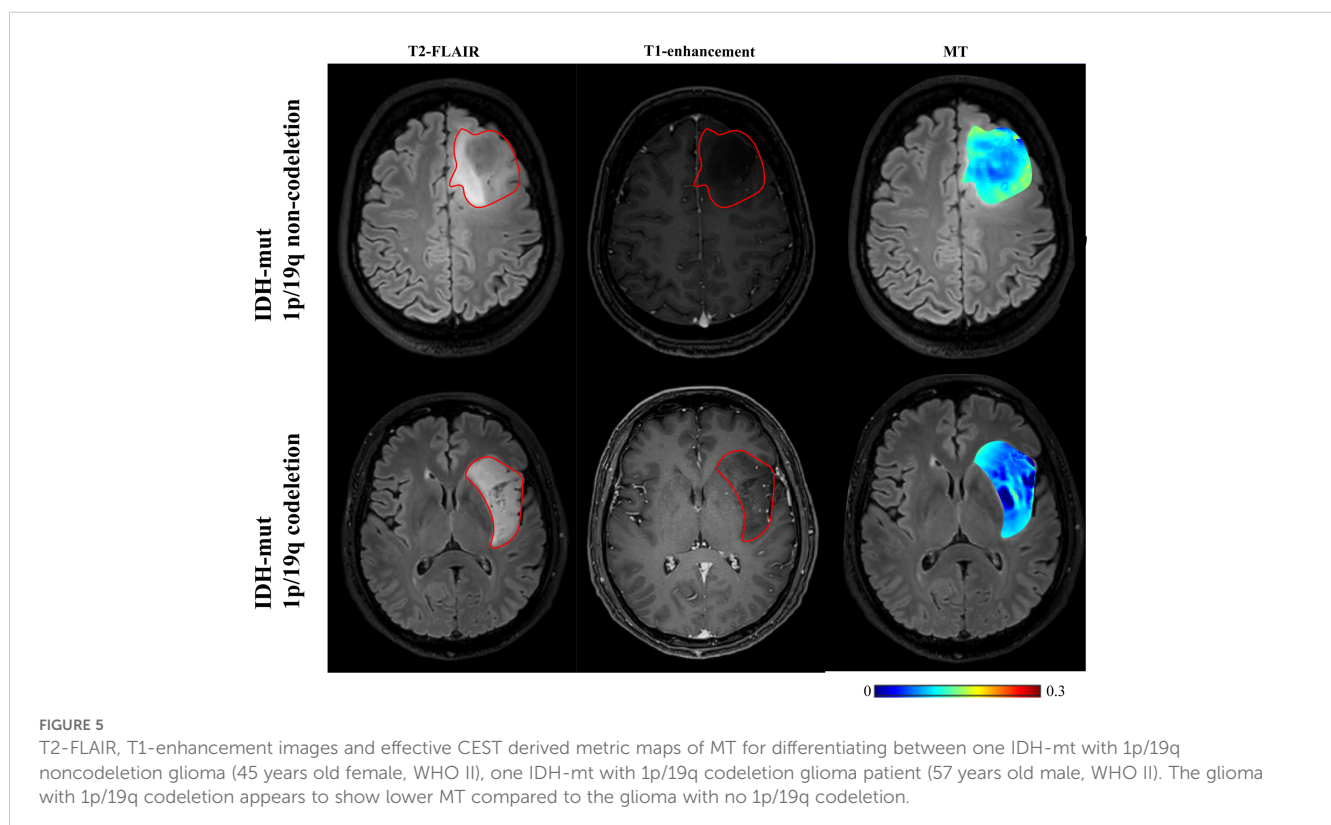 T2-FLAIR
T1-enhancement
MT
IDH-mut
1p/19q non-codeletion
IDH-mut
1p/19q codeletion
0
0.3
FIGURE 5
T2-FLAIR, T1-enhancement images and effective CEST derived metric maps of MT for differentiating between one IDH-mt with 1p/19q
noncodeletion glioma (45 years old female, WHO II), one IDH-mt with 1p/19q codeletion glioma patient (57 years old male, WHO II). The glioma
with 1p/19q codeletion appears to show lower MT compared to the glioma with no 1p/19q codeletion.